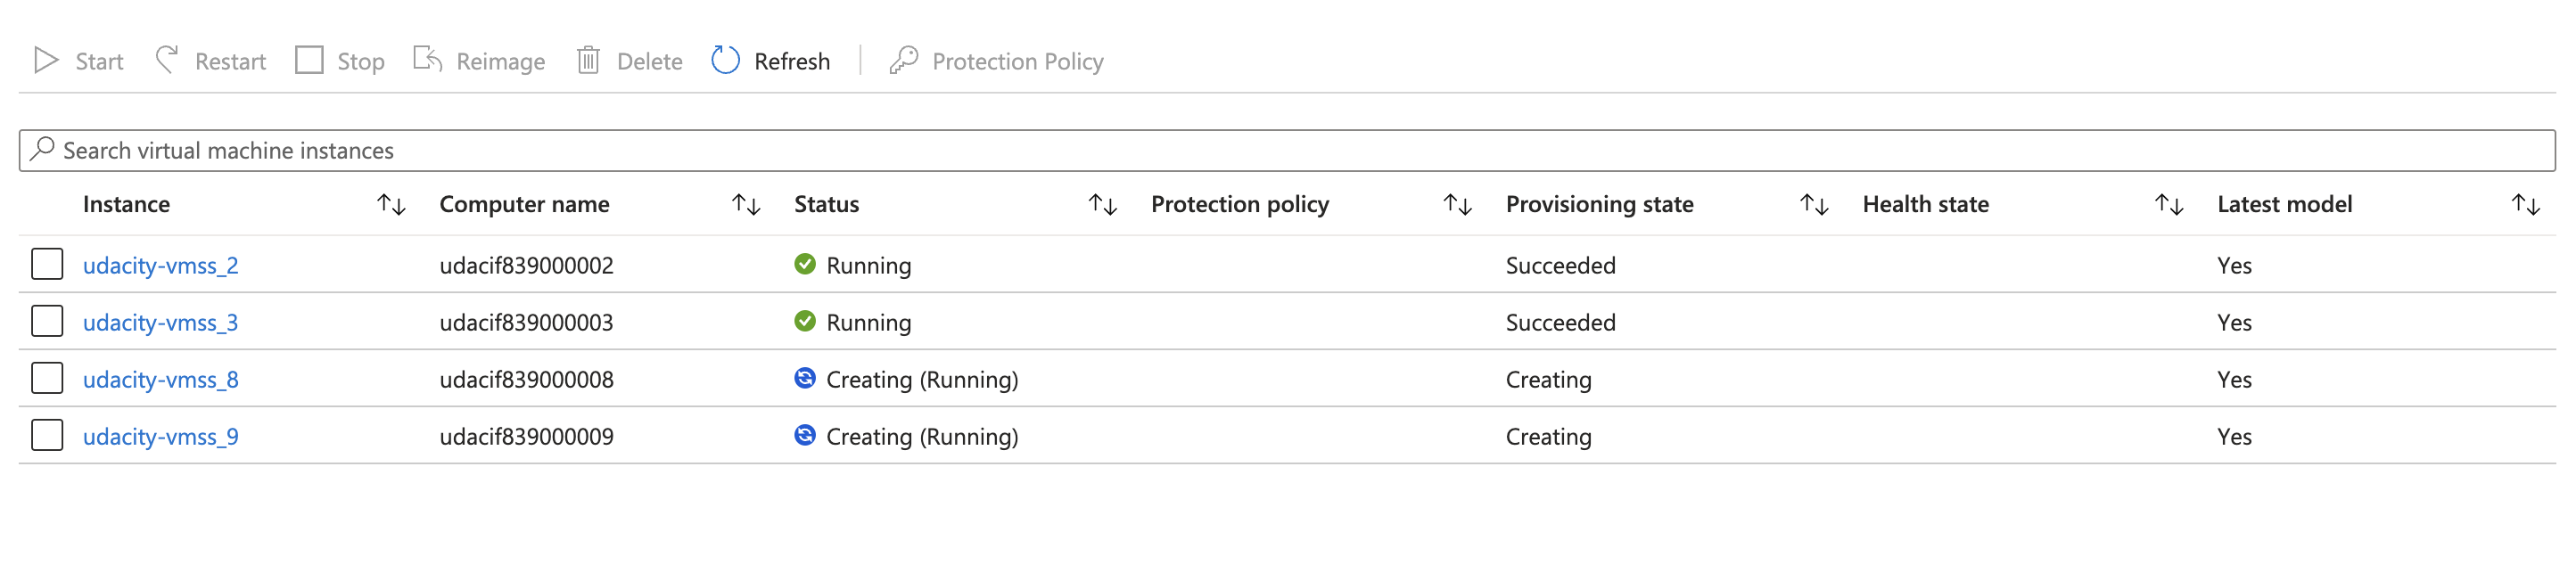 Start Restart Stop Reimage Delete Refresh Protection Policy
Search virtual machine instances
Instance Computer name Status Protection policy Provisioning state Health state Latest model
udacity-vmss_2 udacif839000002 Running Succeeded Yes
udacity-vmss_3 udacif839000003 Running Succeeded Yes
udacity-vmss_8 udacif839000008 Creating (Running) Creating Yes
udacity-vmss_9 udacif839000009 Creating (Running) Creating Yes